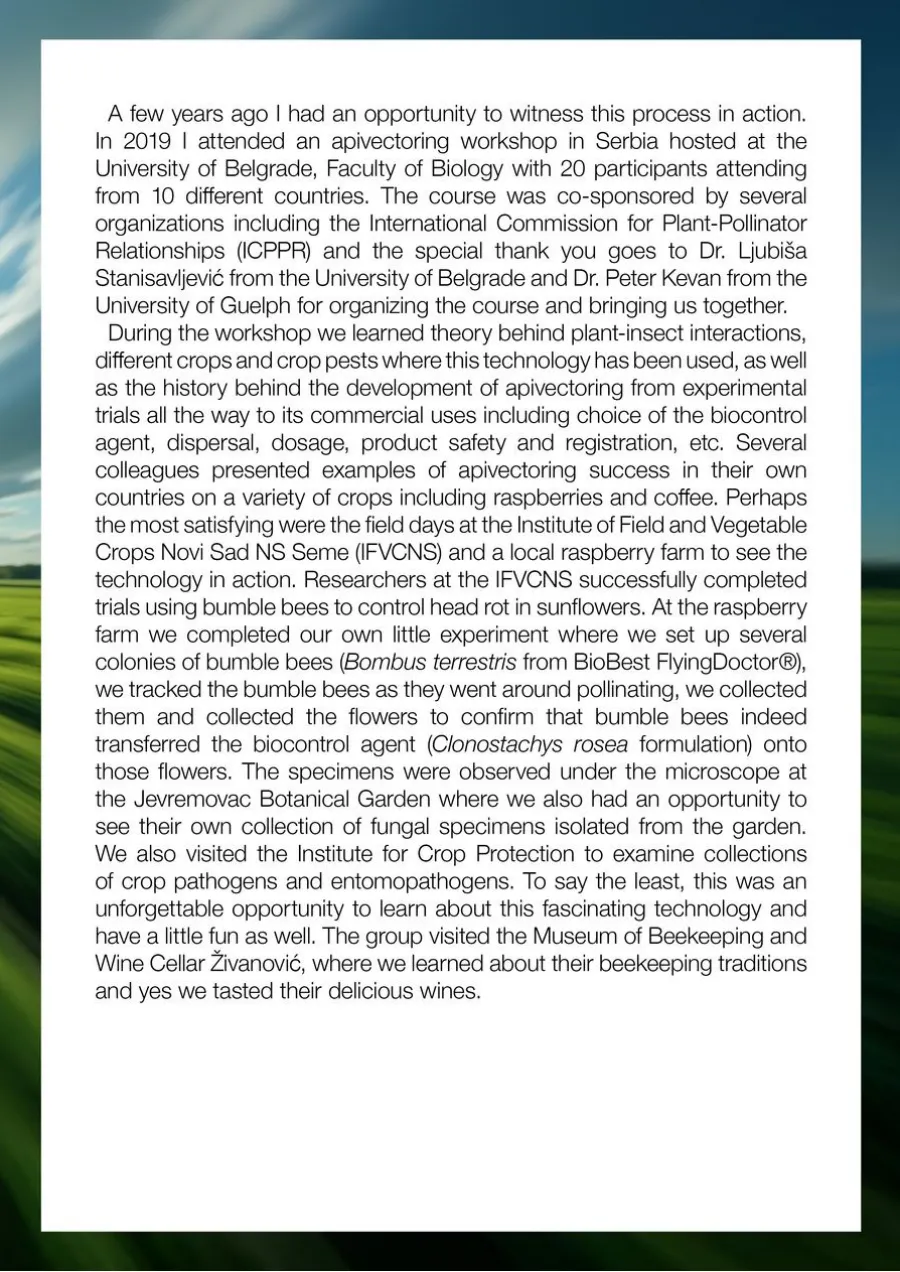 A few years ago I had an opportunity to witness this process in action.
In 2019 I attended an apivectoring workshop in Serbia hosted at the
University of Belgrade, Faculty of Biology with 20 participants attending
from 10 different countries. The course was co-sponsored by several
organizations including the International Commission for Plant-Pollinator
Relationships (ICPPR) and the special thank you goes to Dr. Ljubiša
Stanisavljević from the University of Belgrade and Dr. Peter Kevan from the
University of Guelph for organizing the course and bringing us together.
During the workshop we learned theory behind plant-insect interactions,
different crops and crop pests where this technology has been used, as well
as the history behind the development of apivectoring from experimental
trials all the way to its commercial uses including choice of the biocontrol
agent, dispersal, dosage, product safety and registration, etc. Several
colleagues presented examples of apivectoring success in their own
countries on a variety of crops including raspberries and coffee. Perhaps
the most satisfying were the field days at the Institute of Field and Vegetable
Crops Novi Sad NS Seme (IFVCNS) and a local raspberry farm to see the
technology in action. Researchers at the IFVCNS successfully completed
trials using bumble bees to control head rot in sunflowers. At the raspberry
farm we completed our own little experiment where we set up several
colonies of bumble bees (Bombus terrestris from BioBest FlyingDoctor®),
we tracked the bumble bees as they went around pollinating, we collected
them and collected the flowers to confirm that bumble bees indeed
transferred the biocontrol agent (Clonostachys rosea formulation) onto
those flowers. The specimens were observed under the microscope at
the Jevremovac Botanical Garden where we also had an opportunity to
see their own collection of fungal specimens isolated from the garden.
We also visited the Institute for Crop Protection to examine collections
of crop pathogens and entomopathogens. To say the least, this was an
unforgettable opportunity to learn about this fascinating technology and
have a little fun as well. The group visited the Museum of Beekeeping and
Wine Cellar Živanović, where we learned about their beekeeping traditions
and yes we tasted their delicious wines.